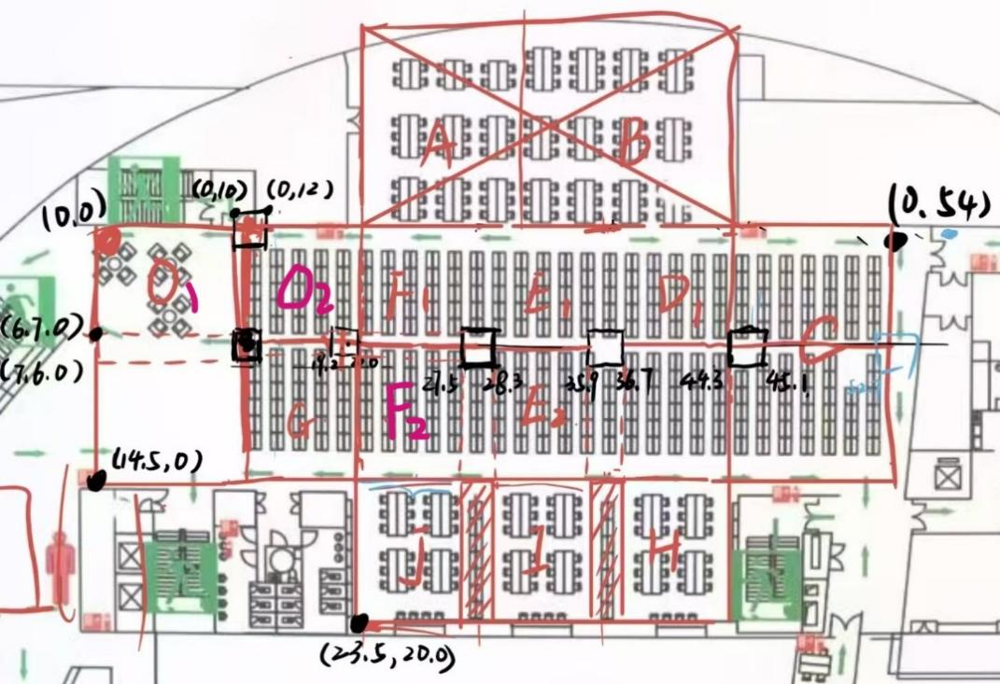 A
B
(0,10)
(0,12)
(0,0)
(0.54)
O1
O2
F1
E1
D1
C
(6.7.0)
(7,6.0)
27.5
28.3
35.9
36.7
44.3
45.1
G
F2
E2
(14.5,0)
J
I
H
(23.5, 20.0)